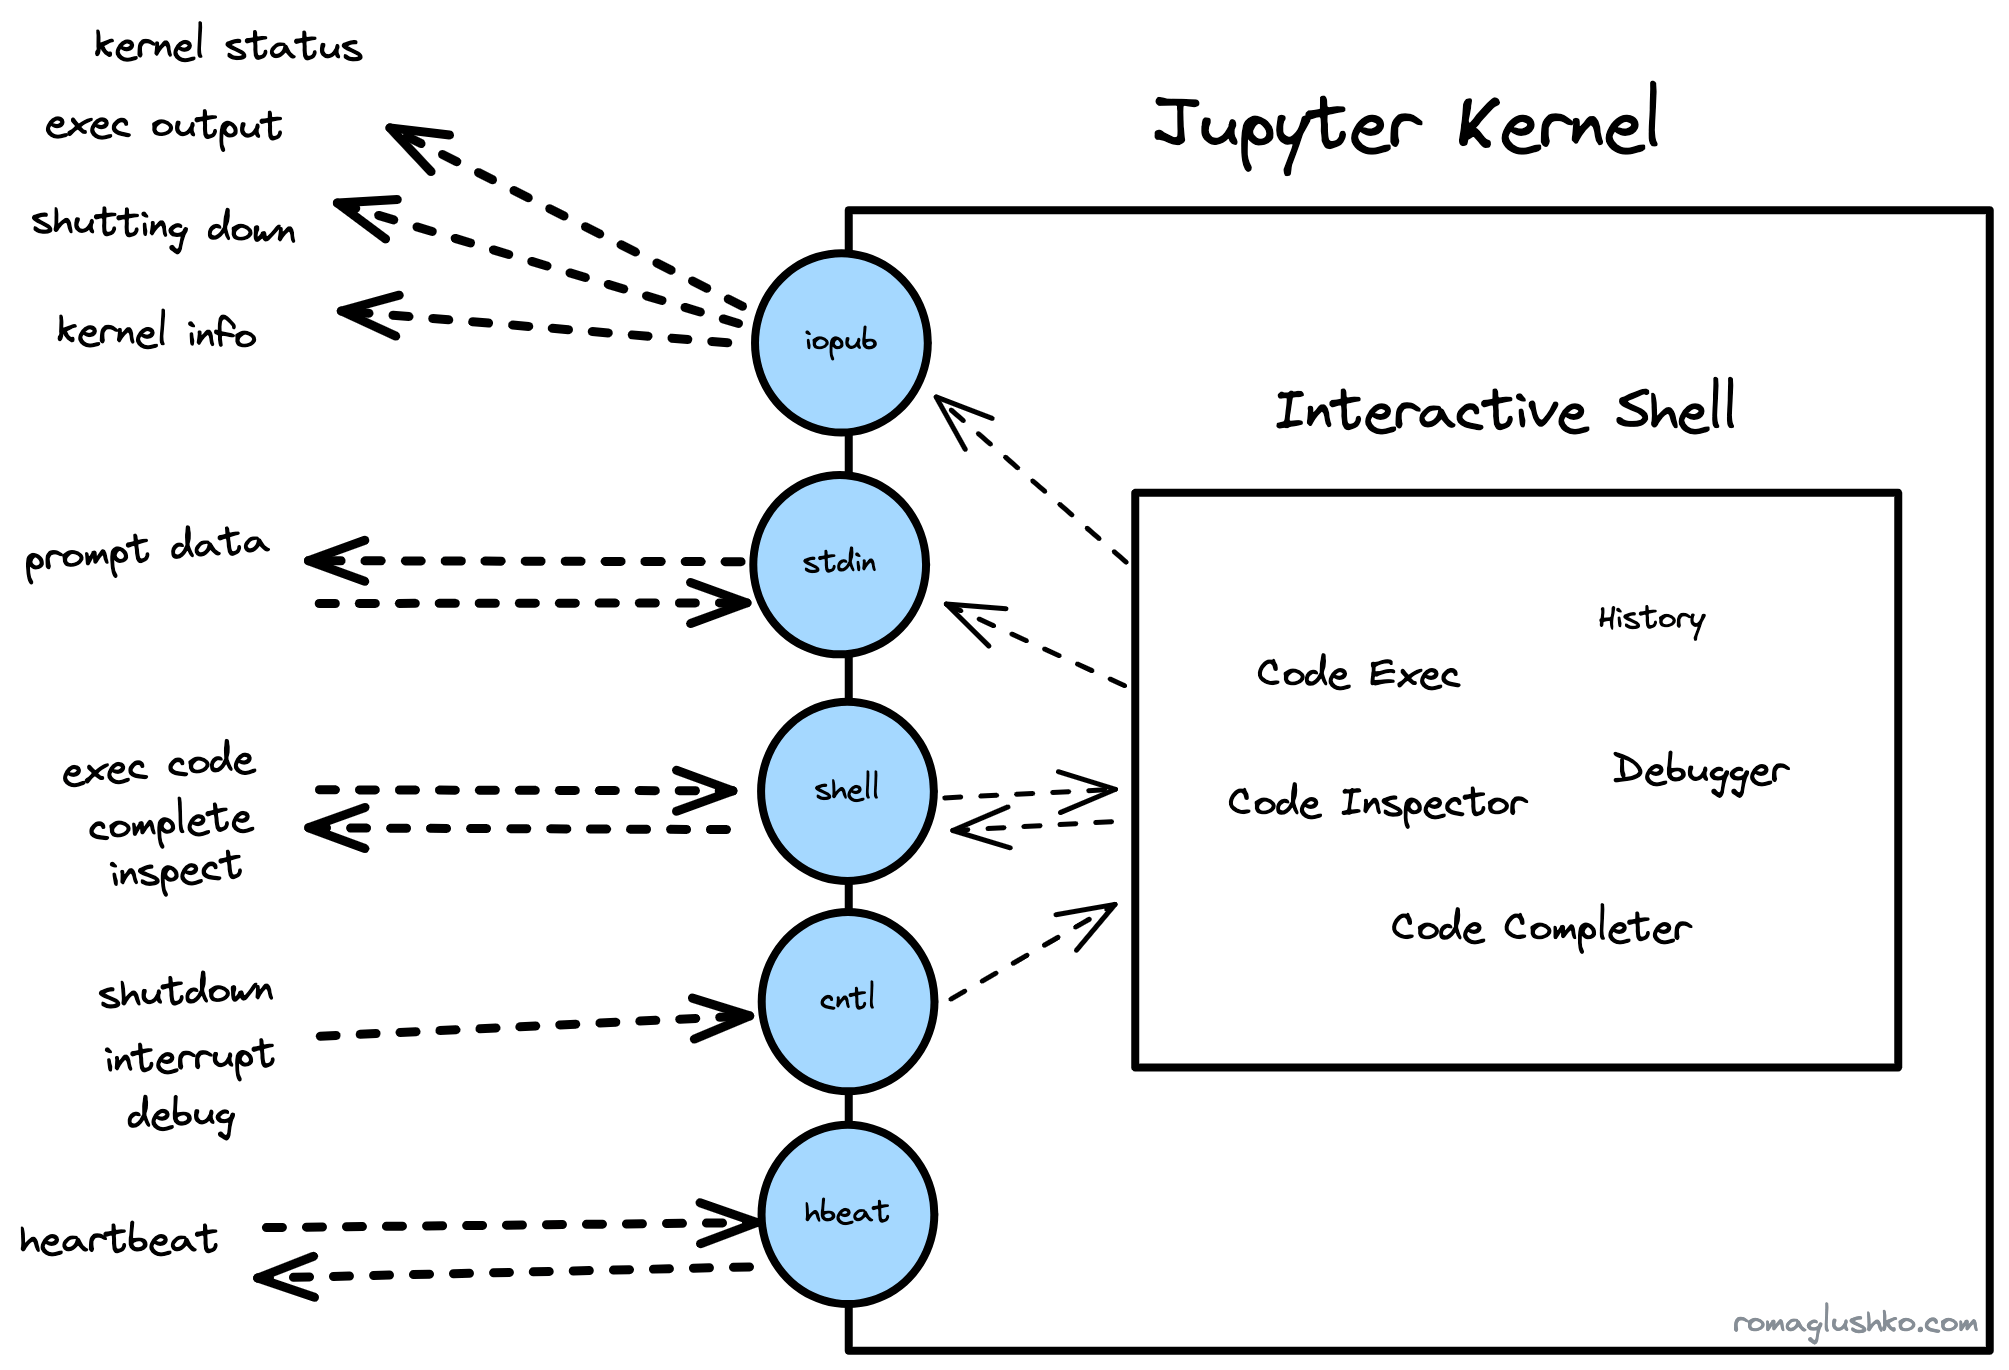 kernel status
exec output
shutting down
kernel info
prompt data
exec code
complete
inspect
shutdown
interrupt
debug
heartbeat
Jupyter Kernel
iopub
stdin
shell
cntl
hbeat
Interactive Shell
History
Code Exec
Debugger
Code Inspector
Code Completer
romaglushko.com